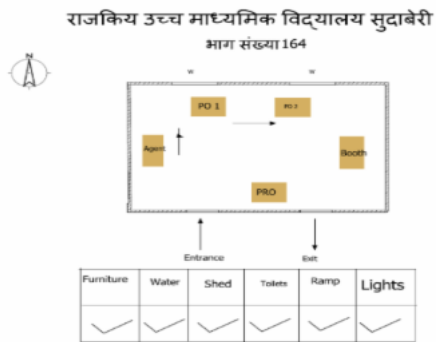 राजकिय उच्च माध्यमिक विद्यालय सुदाबेरी
भाग संख्या 164
N
w w
PO 1 PO 2
Agent Booth
PRO
Entrance Exit
Furniture Water Shed Toilets Ramp Lights